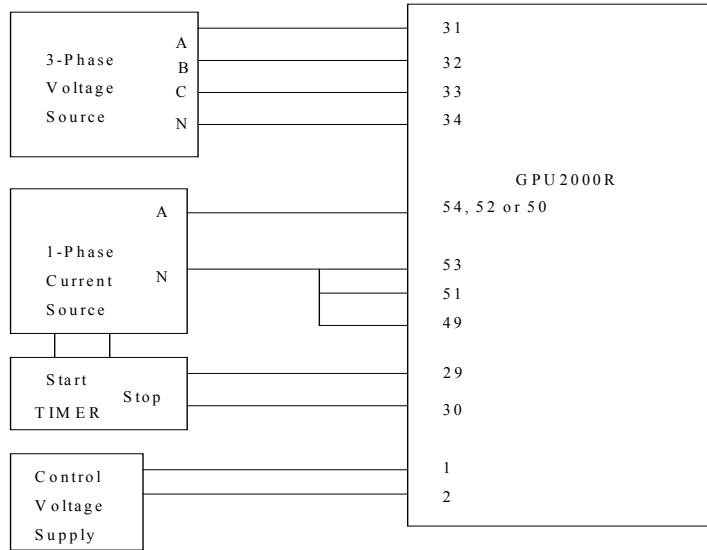 3-Phase
Voltage
Source
A
B
C
N
31
32
33
34
GPU2000R
54, 52 or 50
1-Phase
Current
Source
A
N
53
51
49
Start
Stop
TIMER
29
30
Control
Voltage
Supply
1
2